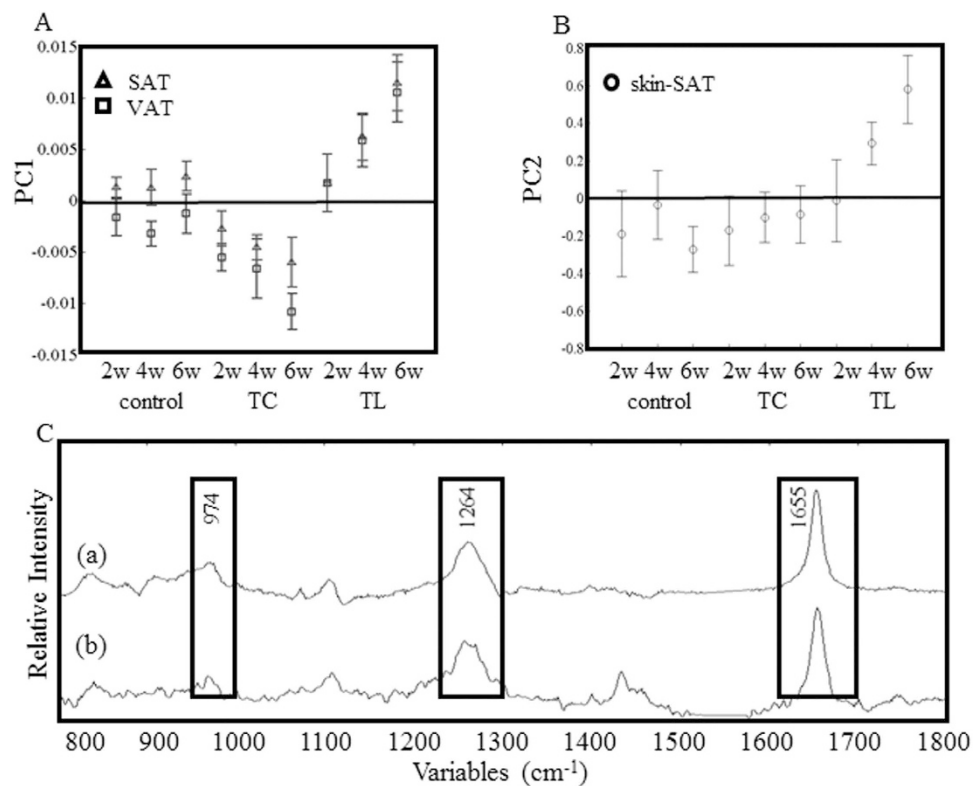 A
0.015
0.01
0.005
0
-0.005
-0.01
-0.015
PC1
SAT
VAT
2w 4w 6w 2w 4w 6w 2w 4w 6w
control TC TL
B
0.8
0.6
0.4
0.2
0
-0.2
-0.4
-0.6
-0.8
PC2
skin-SAT
2w 4w 6w 2w 4w 6w 2w 4w 6w
control TC TL
C
Relative Intensity
(a)
(b)
974
1264
1655
800 900 1000 1100 1200 1300 1400 1500 1600 1700 1800
Variables (cm⁻¹)